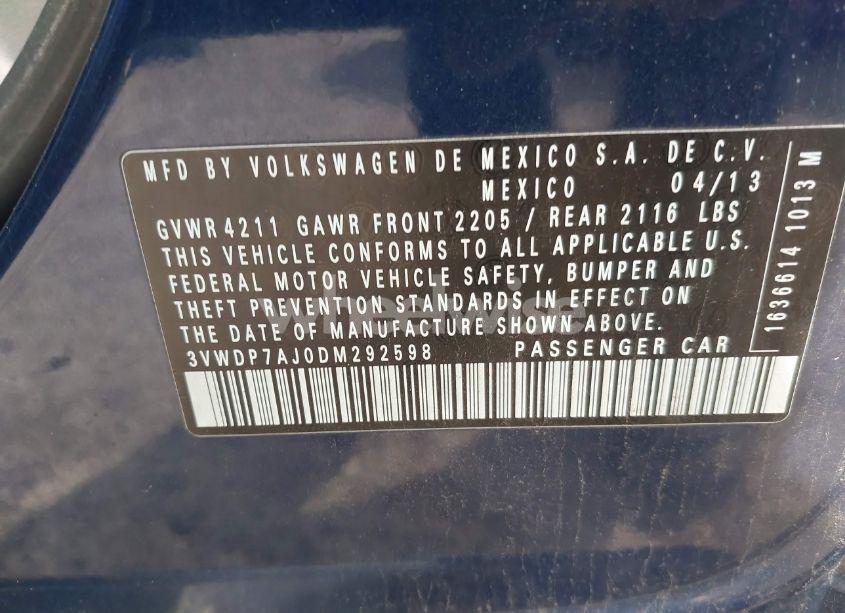 MFD BY VOLKSWAGEN DE MEXICO S.A. DE C.V.
MEXICO 04/13
GVWR 4211 GAWR FRONT 2205 / REAR 2116 LBS
THIS VEHICLE CONFORMS TO ALL APPLICABLE U.S.
FEDERAL MOTOR VEHICLE SAFETY, BUMPER AND
THEFT PREVENTION STANDARDS IN EFFECT ON
THE DATE OF MANUFACTURE SHOWN ABOVE.
3VWDP7AJ0DM292598 PASSENGER CAR
1636614 1013 M
wheelwise